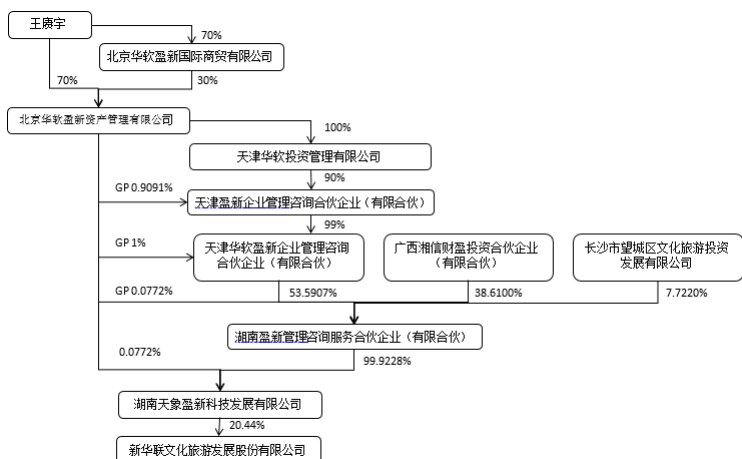 王赓宇
70%
北京华软盈新国际商贸有限公司
70%
30%
北京华软盈新资产管理有限公司
100%
天津华软投资管理有限公司
90%
GP 0.9091%
天津盈新企业管理咨询合伙企业（有限合伙）
99%
GP 1%
天津华软盈新企业管理咨询
合伙企业（有限合伙）
广西湘信财盈投资合伙企业
（有限合伙）
长沙市望城区文化旅游投资
发展有限公司
GP 0.0772%
53.5907%
38.6100%
7.7220%
湖南盈新管理咨询服务合伙企业（有限合伙）
0.0772%
99.9228%
湖南天象盈新科技发展有限公司
20.44%
新华联文化旅游发展股份有限公司